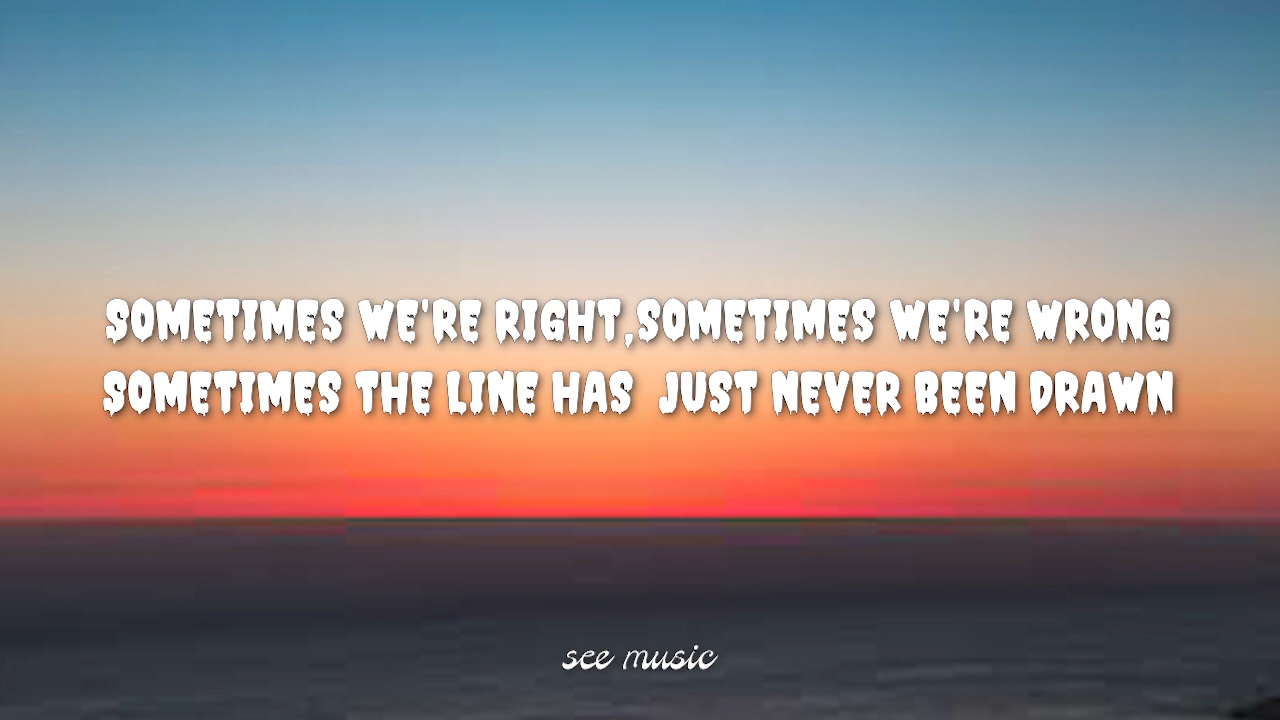 SOMETIMES WE'RE RIGHT,SOMETIMES WE'RE WRONG
SOMETIMES THE LINE HAS  JUST NEVER BEEN DRAWN
see music